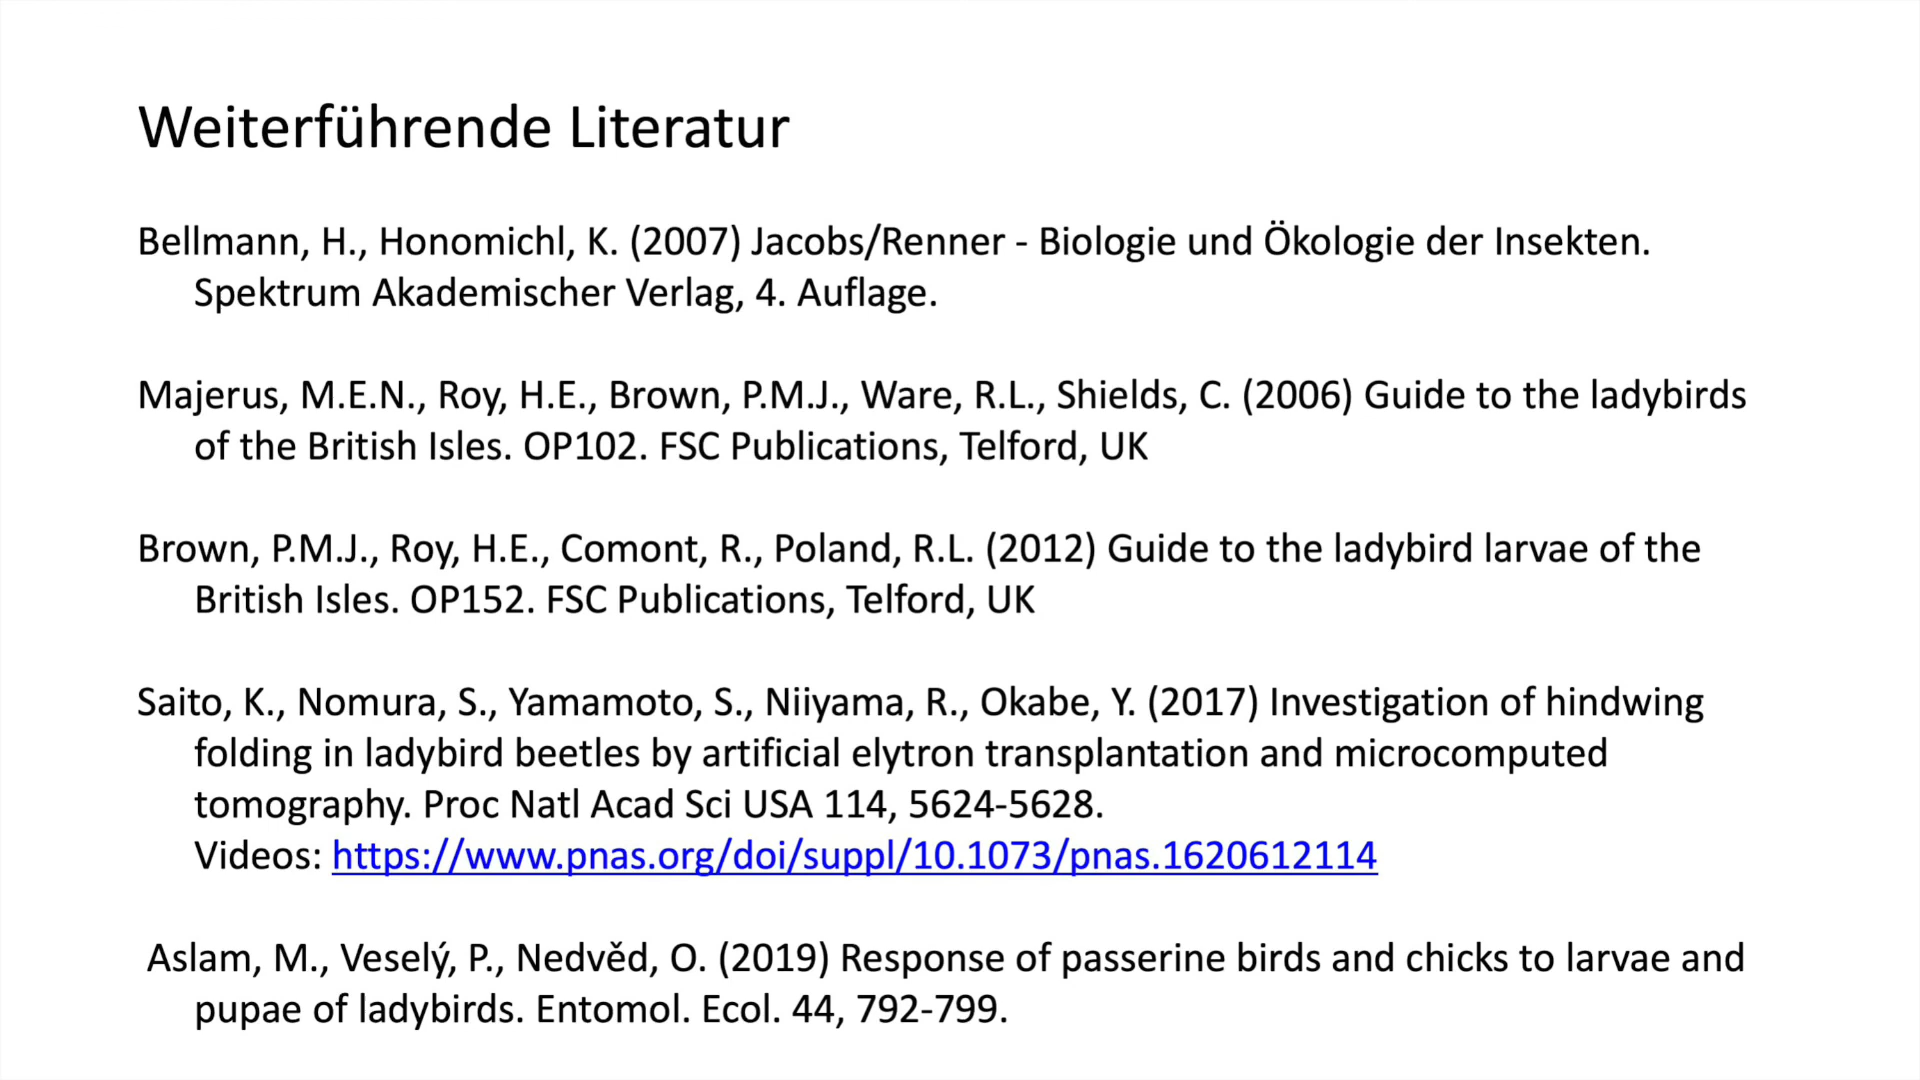 Weiterführende Literatur
Bellmann, H., Honomichl, K. (2007) Jacobs/Renner - Biologie und Ökologie der Insekten.
Spektrum Akademischer Verlag, 4. Auflage.
Majerus, M.E.N., Roy, H.E., Brown, P.M.J., Ware, R.L., Shields, C. (2006) Guide to the ladybirds
of the British Isles. OP102. FSC Publications, Telford, UK
Brown, P.M.J., Roy, H.E., Comont, R., Poland, R.L. (2012) Guide to the ladybird larvae of the
British Isles. OP152. FSC Publications, Telford, UK
Saito, K., Nomura, S., Yamamoto, S., Niiyama, R., Okabe, Y. (2017) Investigation of hindwing
folding in ladybird beetles by artificial elytron transplantation and microcomputed
tomography. Proc Natl Acad Sci USA 114, 5624-5628.
Videos: https://www.pnas.org/doi/suppl/10.1073/pnas.1620612114
Aslam, M., Veselý, P., Nedvěd, O. (2019) Response of passerine birds and chicks to larvae and
pupae of ladybirds. Entomol. Ecol. 44, 792-799.